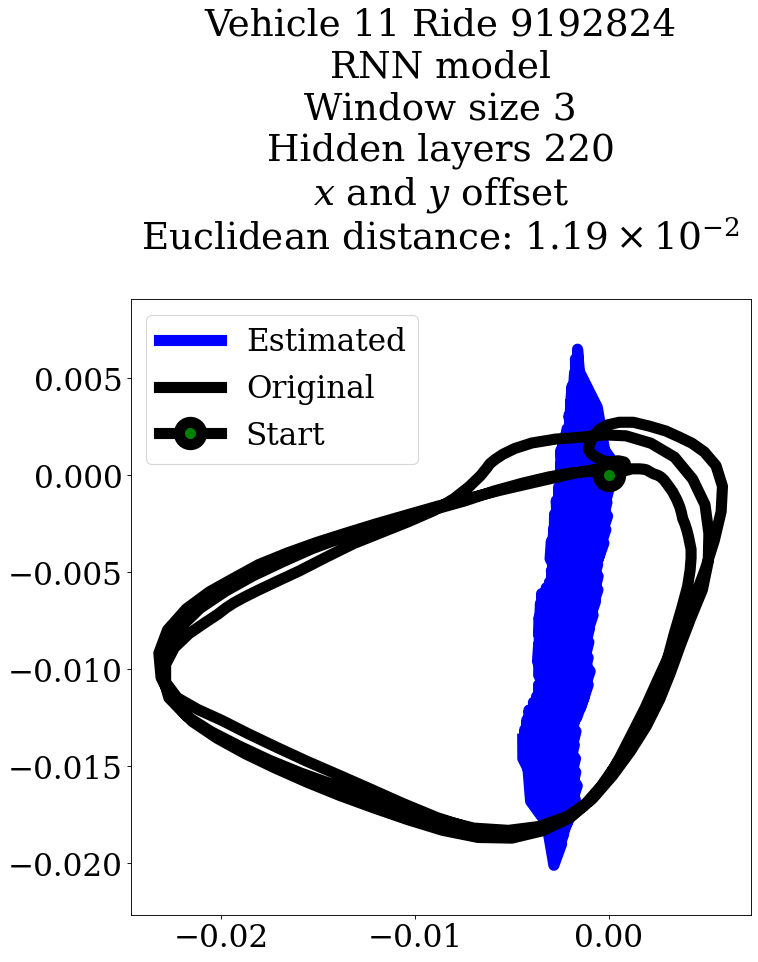 Vehicle 11 Ride 9192824
RNN model
Window size 3
Hidden layers 220
x and y offset
Euclidean distance: 1.19 × 10⁻²
Estimated
Original
Start
0.005
0.000
−0.005
−0.010
−0.015
−0.020
−0.02 −0.01 0.00